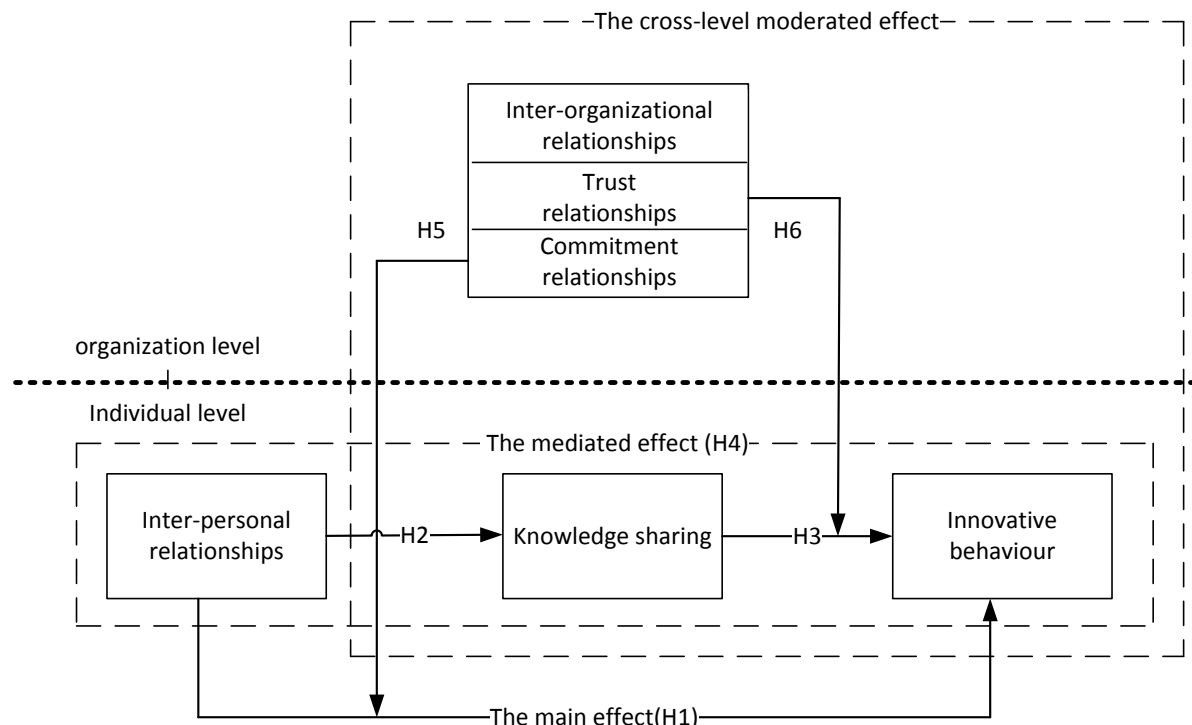 The cross-level moderated effect
Inter-organizational
relationships
Trust
relationships
H5
H6
Commitment
relationships
organization level
Individual level
The mediated effect (H4)
Inter-personal
relationships
H2
Knowledge sharing
H3
Innovative
behaviour
The main effect(H1)